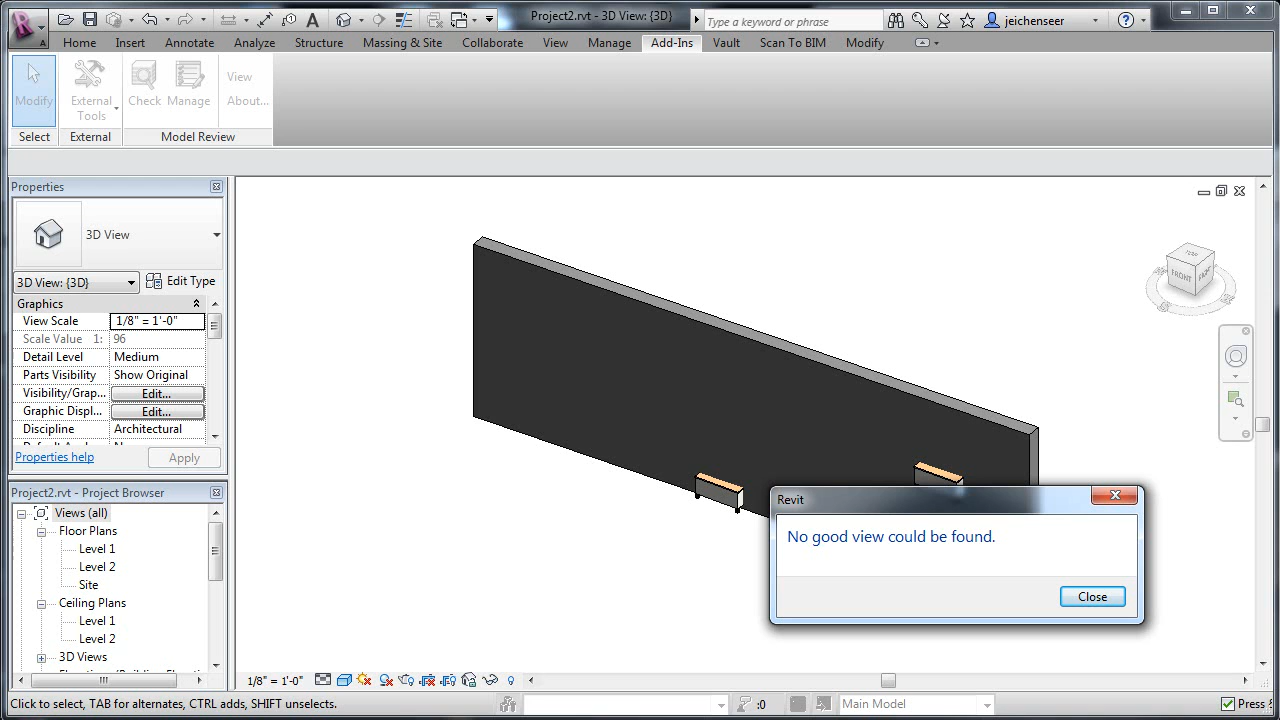 Project2.rvt - 3D View: {3D}
Type a keyword or phrase
jeichenseer
Home Insert Annotate Analyze Structure Massing & Site Collaborate View Manage Add-Ins Vault Scan To BIM Modify
Modify
External Tools
Check
Manage
View
About...
Select External Model Review
Properties
3D View
3D View: {3D} Edit Type
Graphics
View Scale 1/8" = 1'-0"
Scale Value 1: 96
Detail Level Medium
Parts Visibility Show Original
Visibility/Grap... Edit...
Graphic Displ... Edit...
Discipline Architectural
Properties help Apply
Project2.rvt - Project Browser
Views (all)
Floor Plans
Level 1
Level 2
Site
Ceiling Plans
Level 1
Level 2
3D Views
FRONT
Revit
No good view could be found.
Close
1/8" = 1'-0"
Click to select, TAB for alternates, CTRL adds, SHIFT unselects.
:0
Main Model
Press